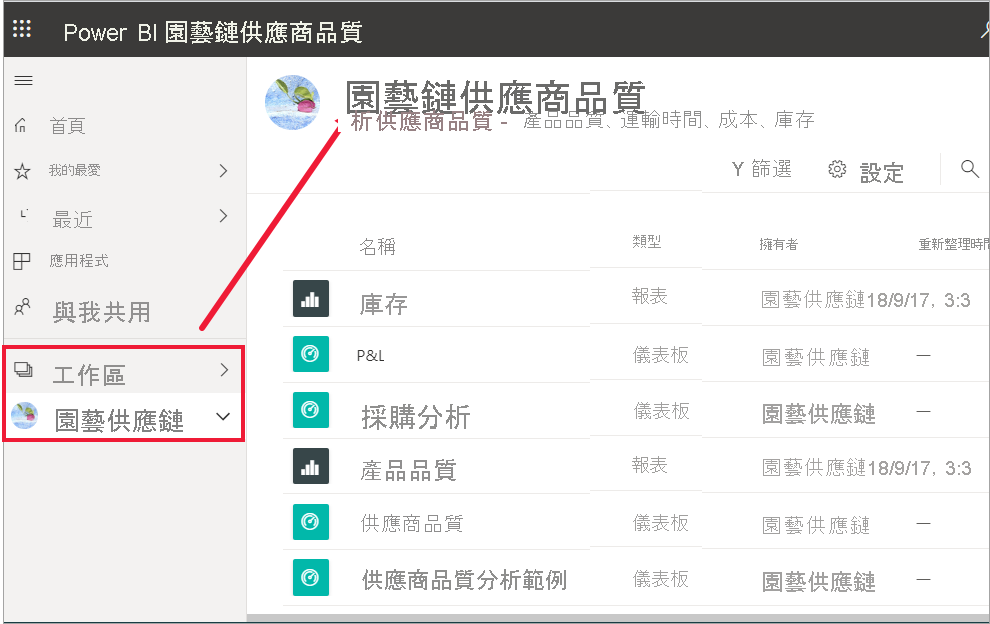 Power BI 園藝鏈供應商品質
首頁
我的最愛
最近
應用程式
與我共用
工作區
園藝供應鏈
園藝鏈供應商品質
析供應商品質 - 產品品質、運輸時間、成本、庫存
Y 篩選 設定
名稱 類型 擁有者 重新整理時間
庫存 報表 園藝供應鏈18/9/17, 3:3
P&L 儀表板 園藝供應鏈 —
採購分析 儀表板 園藝供應鏈 —
產品品質 報表 園藝供應鏈18/9/17, 3:3
供應商品質 儀表板 園藝供應鏈 —
供應商品質分析範例 儀表板 園藝供應鏈 —